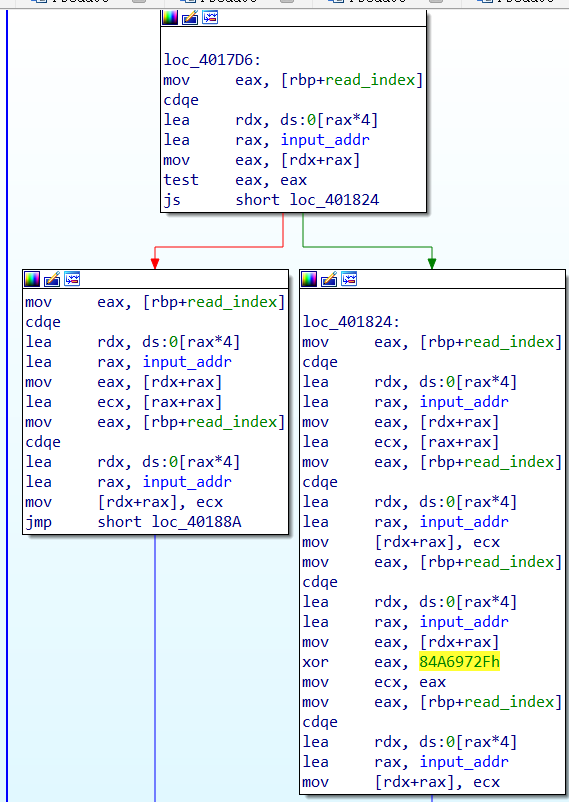 loc_4017D6:
mov eax, [rbp+read_index]
cdqe
lea rdx, ds:0[rax*4]
lea rax, input_addr
mov eax, [rdx+rax]
test eax, eax
js short loc_401824
mov eax, [rbp+read_index]
cdqe
lea rdx, ds:0[rax*4]
lea rax, input_addr
mov eax, [rdx+rax]
lea ecx, [rax+rax]
mov eax, [rbp+read_index]
cdqe
lea rdx, ds:0[rax*4]
lea rax, input_addr
mov [rdx+rax], ecx
jmp short loc_40188A
loc_401824:
mov eax, [rbp+read_index]
cdqe
lea rdx, ds:0[rax*4]
lea rax, input_addr
mov eax, [rdx+rax]
lea ecx, [rax+rax]
mov eax, [rbp+read_index]
cdqe
lea rdx, ds:0[rax*4]
lea rax, input_addr
mov [rdx+rax], ecx
mov eax, [rbp+read_index]
cdqe
lea rdx, ds:0[rax*4]
lea rax, input_addr
mov eax, [rdx+rax]
xor eax, 84A6972Fh
mov ecx, eax
mov eax, [rbp+read_index]
cdqe
lea rdx, ds:0[rax*4]
lea rax, input_addr
mov [rdx+rax], ecx